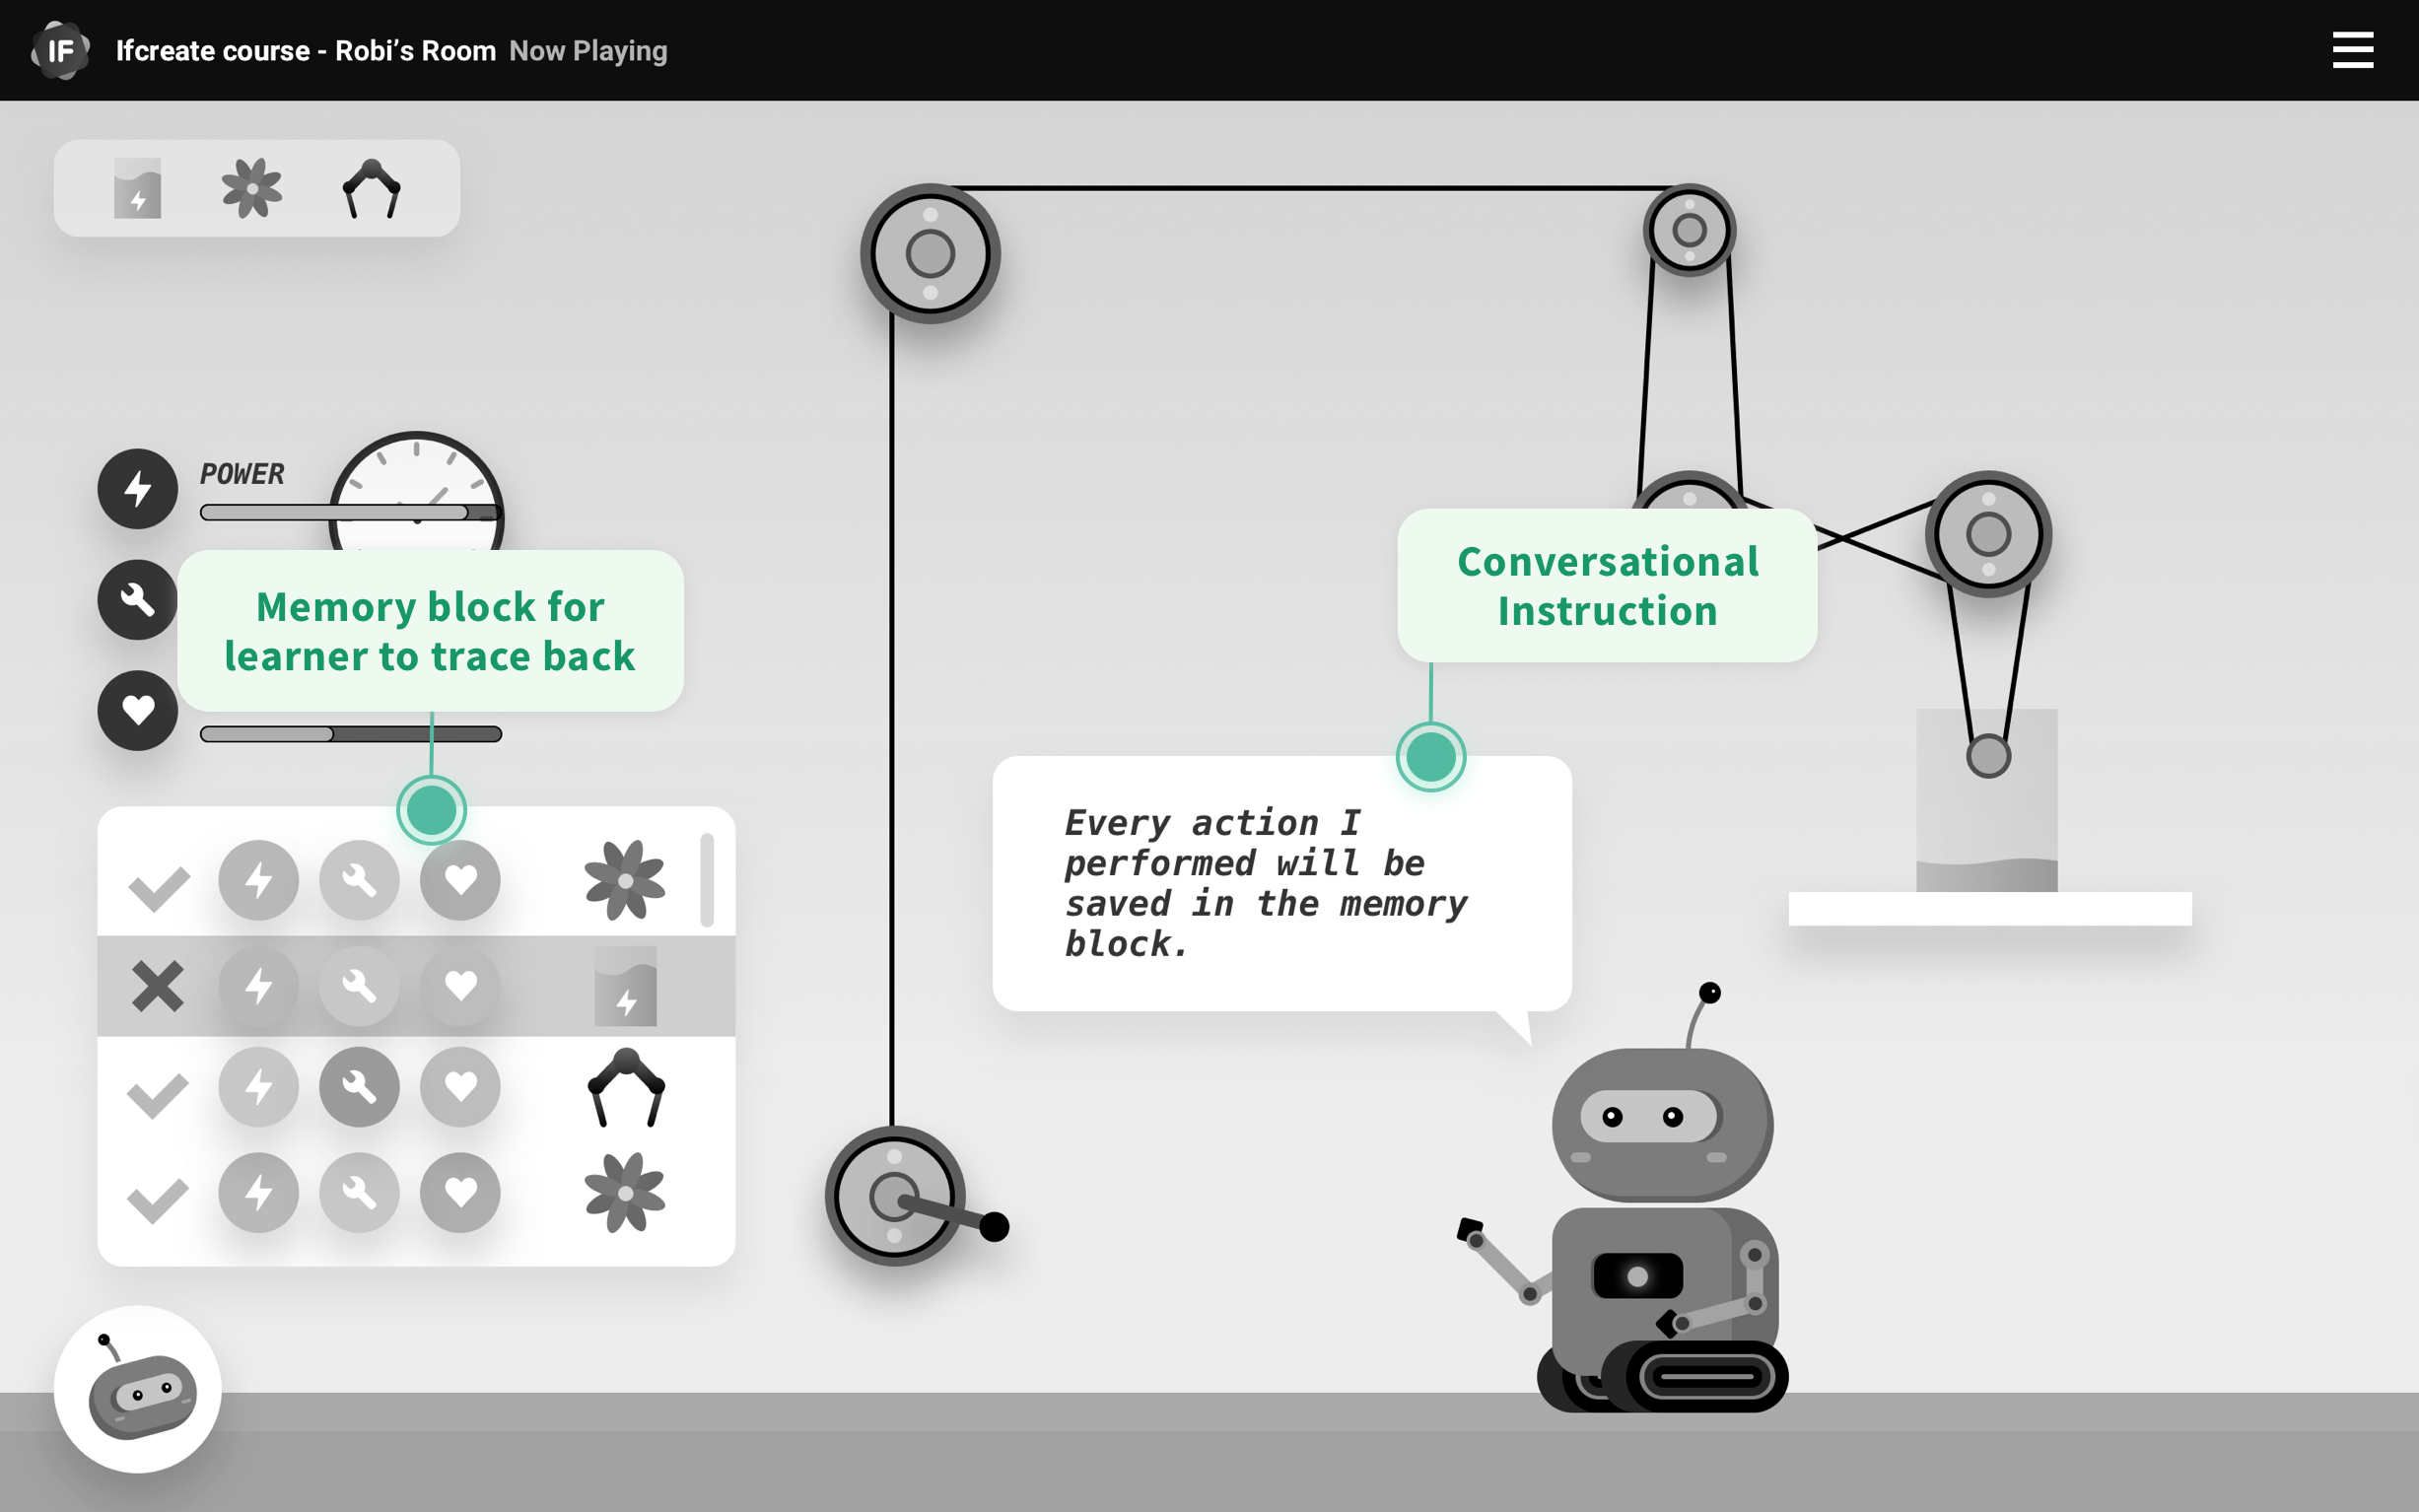 IF
Ifcreate course - Robi's Room Now Playing
POWER
Memory block for
learner to trace back
Conversational
Instruction
Every action I
performed will be
saved in the memory
block.